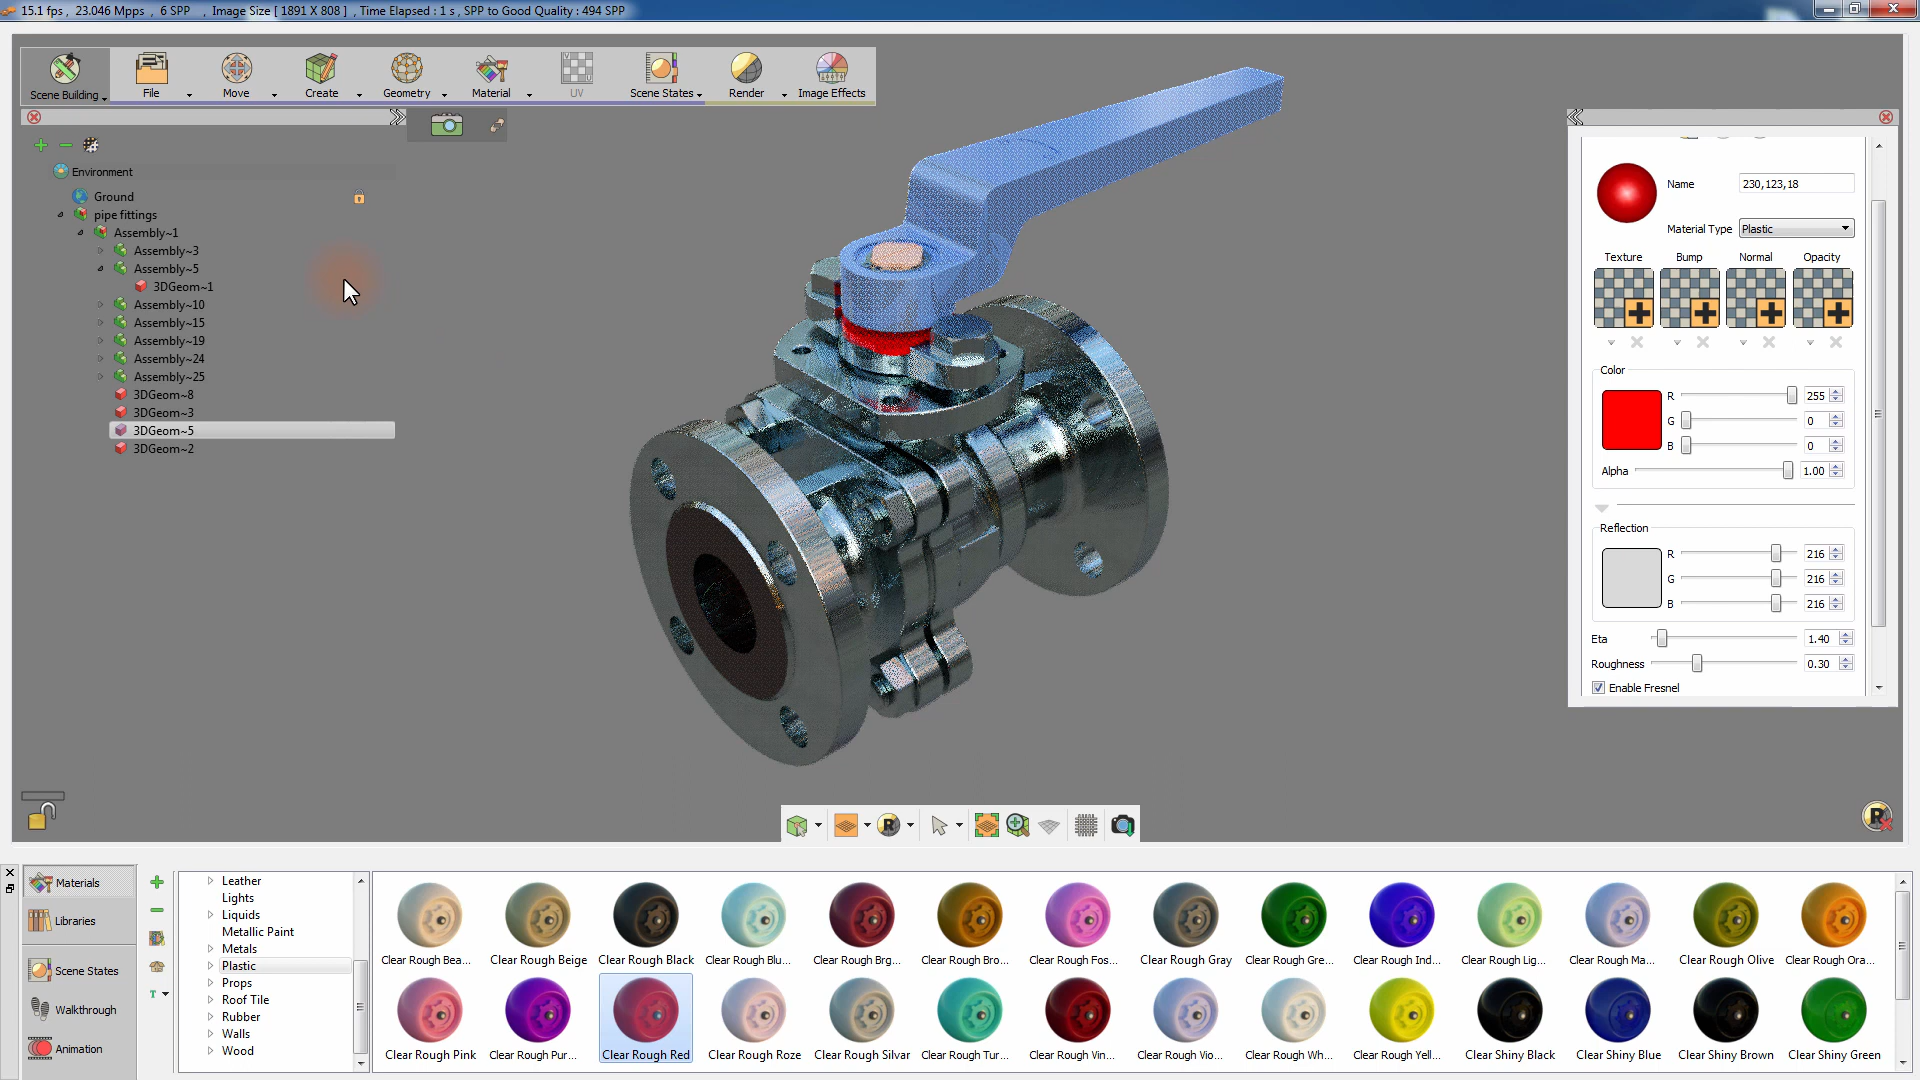 15.1 fps , 23.046 Mpps , 6 SPP , Image Size [ 1891 X 808 ] , Time Elapsed : 1 s , SPP to Good Quality : 494 SPP
Scene Building
File
Move
Create
Geometry
Material
UV
Scene States
Render
Image Effects
Environment
Ground
pipe fittings
Assembly~1
Assembly~3
Assembly~5
3DGeom~1
Assembly~10
Assembly~15
Assembly~19
Assembly~24
Assembly~25
3DGeom~8
3DGeom~3
3DGeom~5
3DGeom~2
Name 230,123,18
Material Type Plastic
Texture Bump Normal Opacity
Color
R 255
G 0
B 0
Alpha 1.00
Reflection
R 216
G 216
B 216
Eta 1.40
Roughness 0.30
Enable Fresnel
R
R
Materials
Libraries
Scene States
Walkthrough
Animation
T
Leather
Lights
Liquids
Metallic Paint
Metals
Plastic
Props
Roof Tile
Rubber
Walls
Wood
Clear Rough Bea... Clear Rough Beige Clear Rough Black Clear Rough Blu... Clear Rough Brg... Clear Rough Bro... Clear Rough Fos... Clear Rough Gray Clear Rough Gre... Clear Rough Ind... Clear Rough Lig... Clear Rough Ma... Clear Rough Olive Clear Rough Ora...
Clear Rough Pink Clear Rough Pur... Clear Rough Red Clear Rough Roze Clear Rough Silvar Clear Rough Tur... Clear Rough Vin... Clear Rough Vio... Clear Rough Wh... Clear Rough Yell... Clear Shiny Black Clear Shiny Blue Clear Shiny Brown Clear Shiny Green